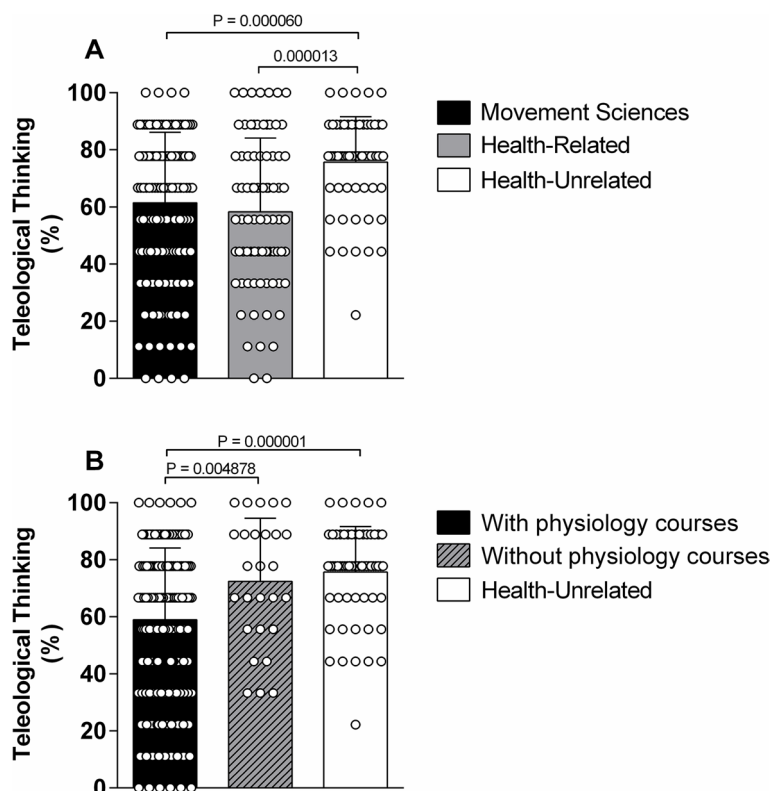 P = 0.000060
A
0.000013
100
80
60
40
20
0
Teleological Thinking
(%)
Movement Sciences
Health-Related
Health-Unrelated
P = 0.000001
B
P = 0.004878
100
80
60
40
20
0
Teleological Thinking
(%)
With physiology courses
Without physiology courses
Health-Unrelated